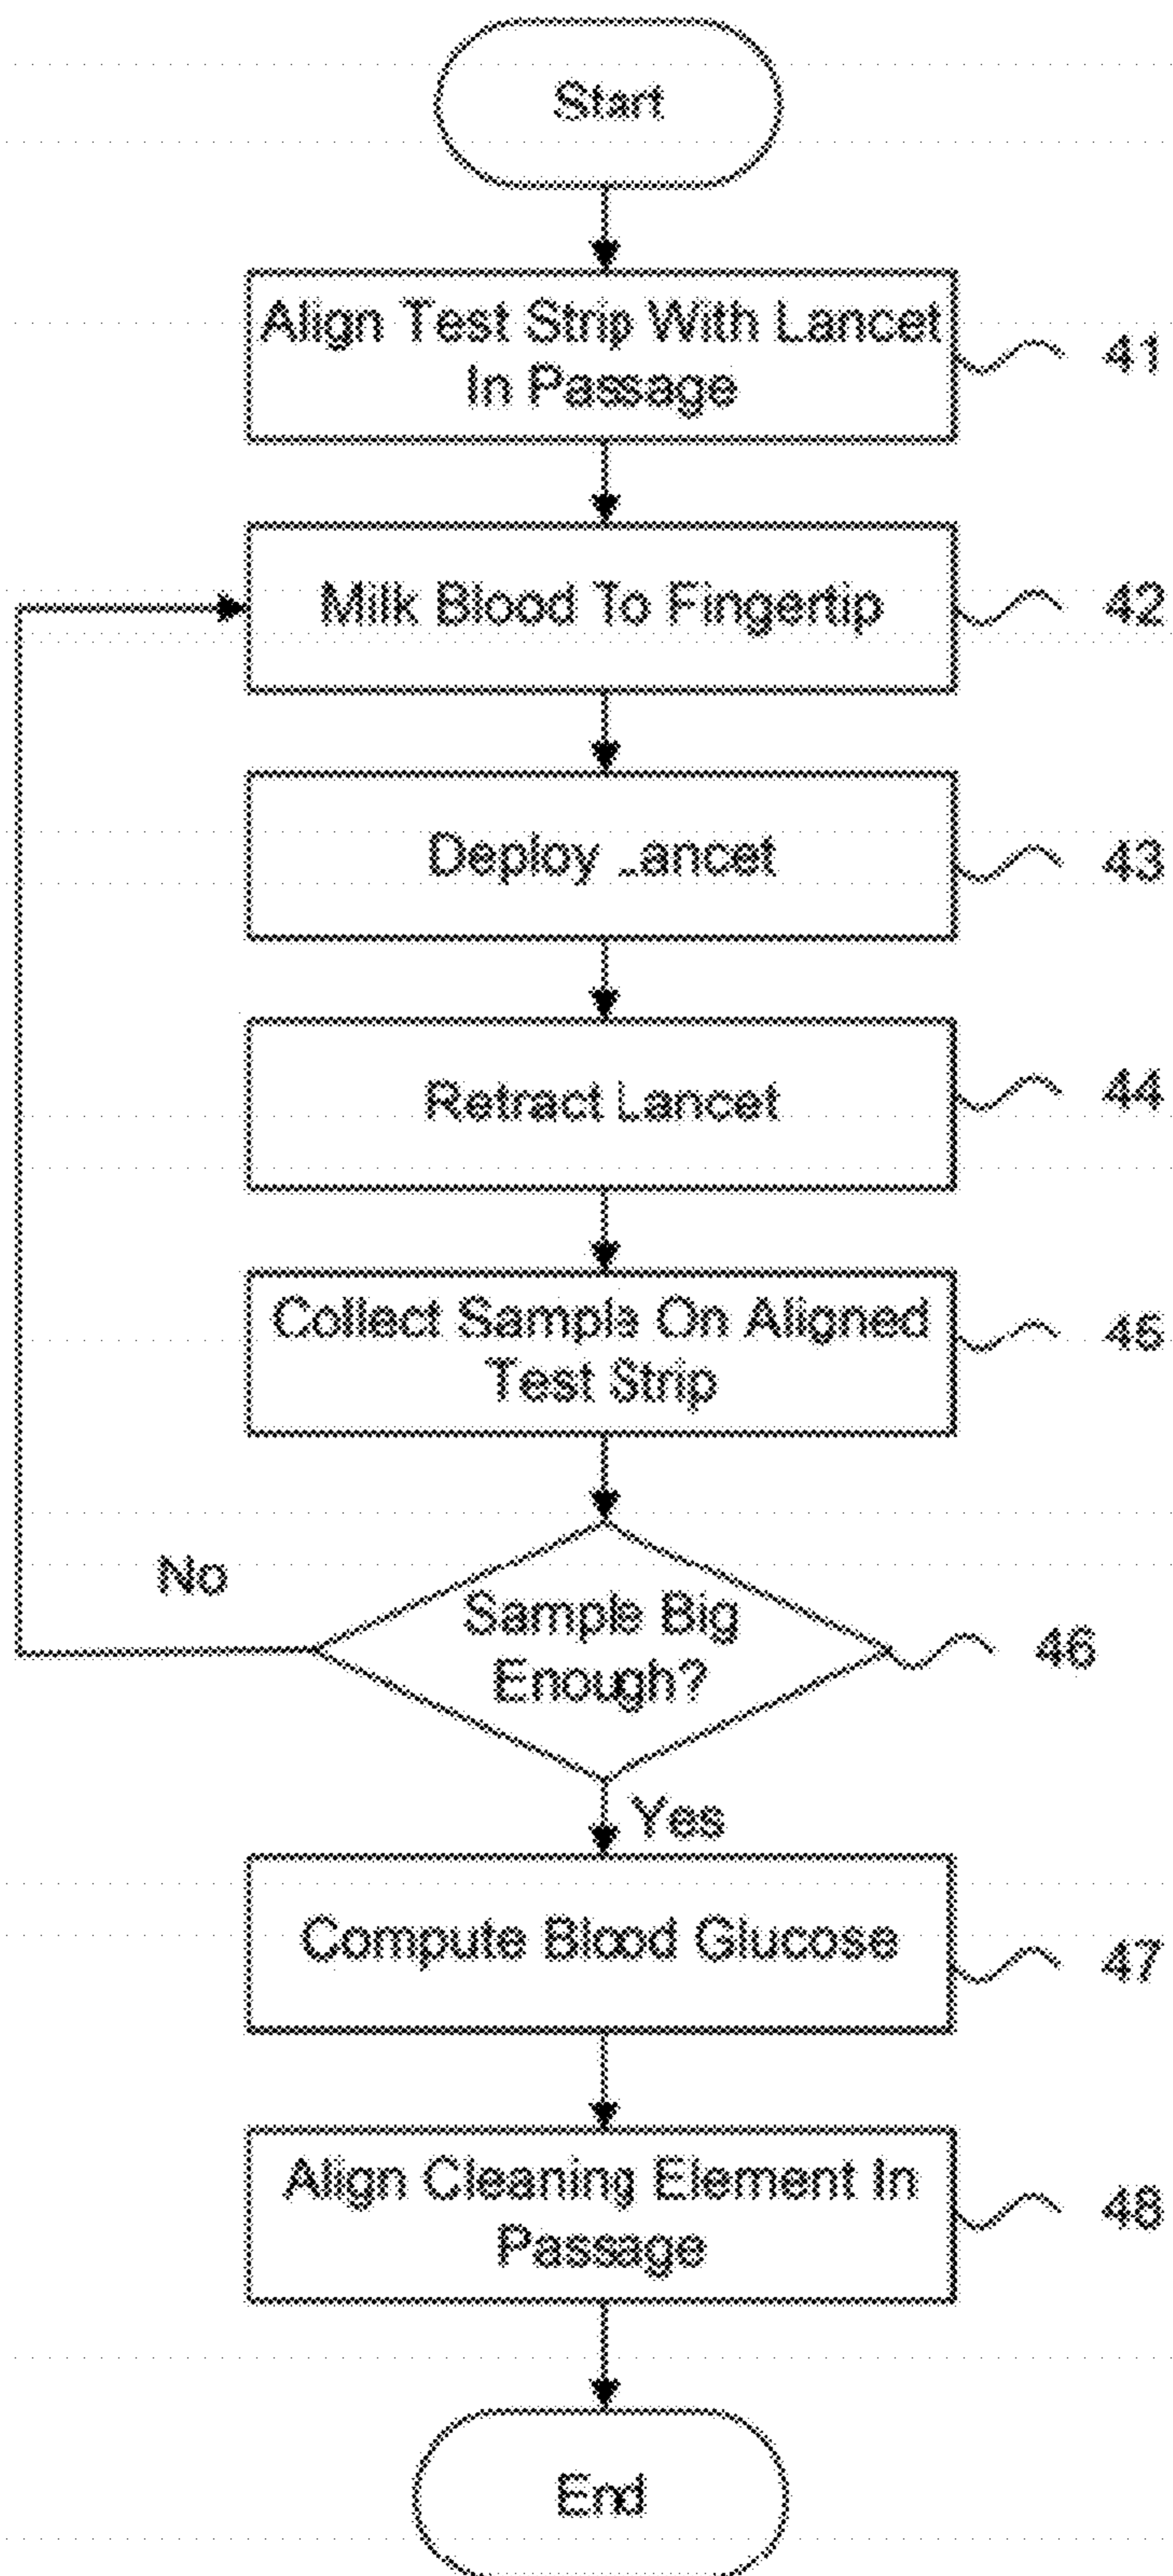 Start
Align Test Strip With Lancet
In Passage
41
Milk Blood To Fingertip
42
Deploy Lancet
43
Retract Lancet
44
Collect Sample On Aligned
Test Strip
45
No
Sample Big
Enough?
46
Yes
Compute Blood Glucose
47
Align Cleaning Element In
Passage
48
End